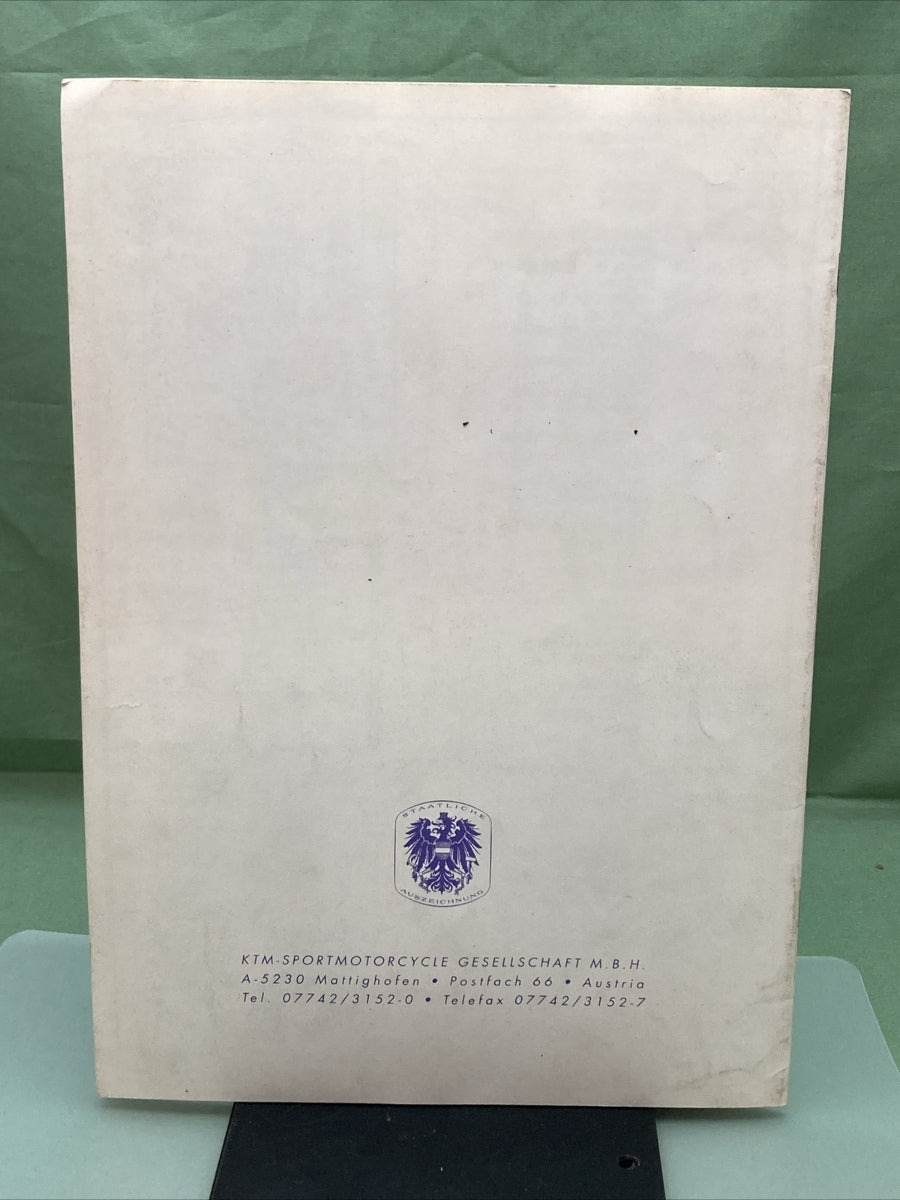 STAATLICHE
AUSZEICHNUNG
KTM-SPORTMOTORCYCLE GESELLSCHAFT M.B.H.
A-5230 Mattighofen • Postfach 66 • Austria
Tel. 07742/3152-0 • Telefax 07742/3152-7